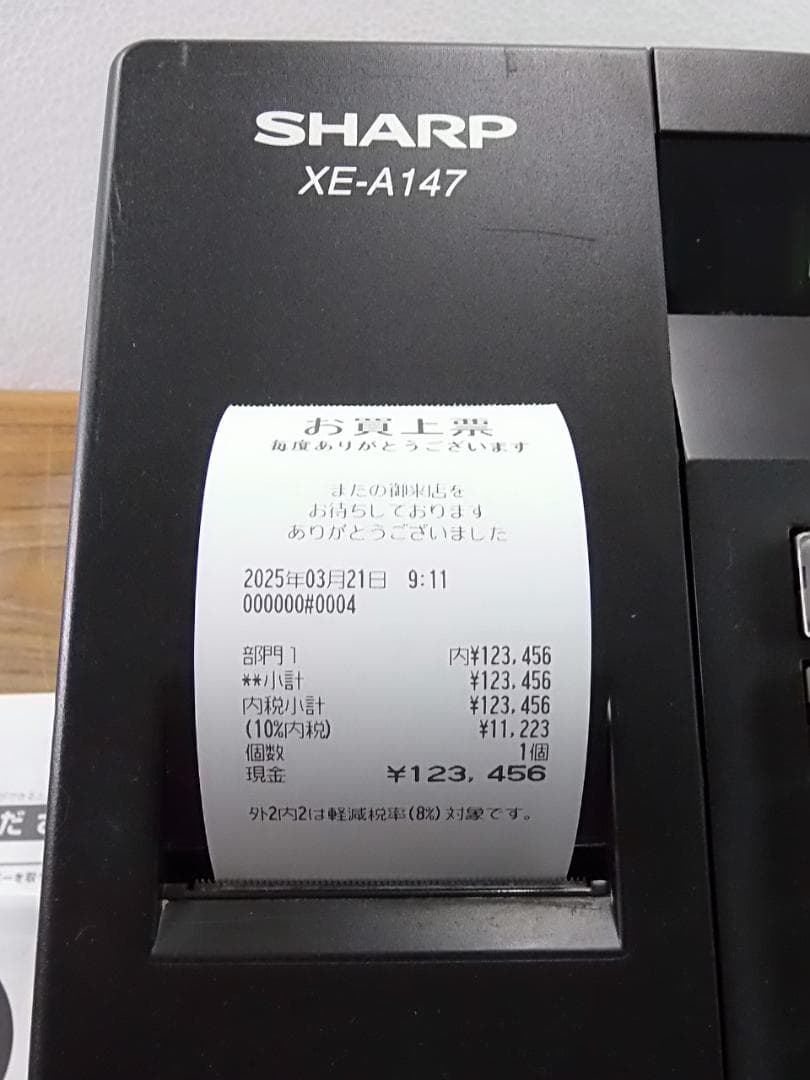 SHARP
XE-A147
お買上票
毎度ありがとうございます
またの御来店を
お待ちしております
ありがとうございました
2025年03月21日 9:11
000000#0004
部門1 内¥123,456
**小計 ¥123,456
内税小計 ¥123,456
(10%内税) ¥11,223
個数 1個
現金 ¥123,456
外2内2は軽減税率(8%)対象です。
ださ
ーを取